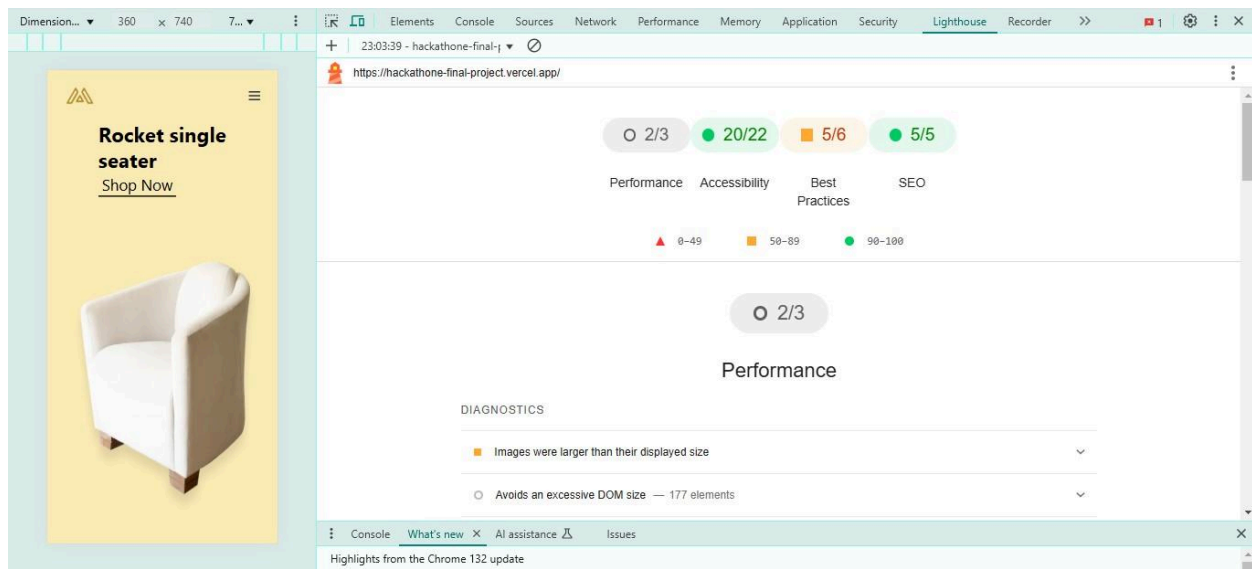 Dimension... 360 × 740 7...
Elements Console Sources Network Performance Memory Application Security Lighthouse Recorder 1
23:03:39 - hackathone-final-p
https://hackathone-final-project.vercel.app/
Rocket single
seater
Shop Now
2/3 20/22 5/6 5/5
Performance Accessibility Best Practices SEO
0–49 50–89 90–100
2/3
Performance
DIAGNOSTICS
Images were larger than their displayed size
Avoids an excessive DOM size — 177 elements
Console What's new AI assistance Issues
Highlights from the Chrome 132 update